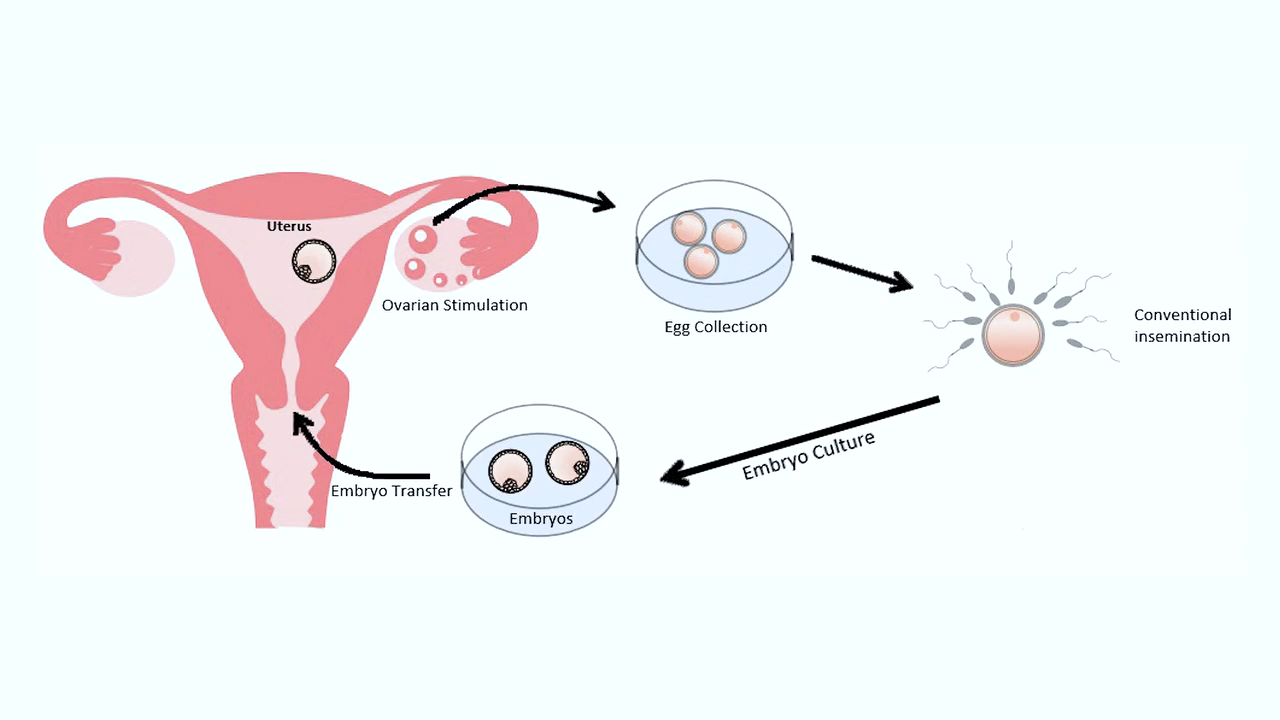 Uterus
Ovarian Stimulation
Egg Collection
Conventional
insemination
Embryo Culture
Embryos
Embryo Transfer